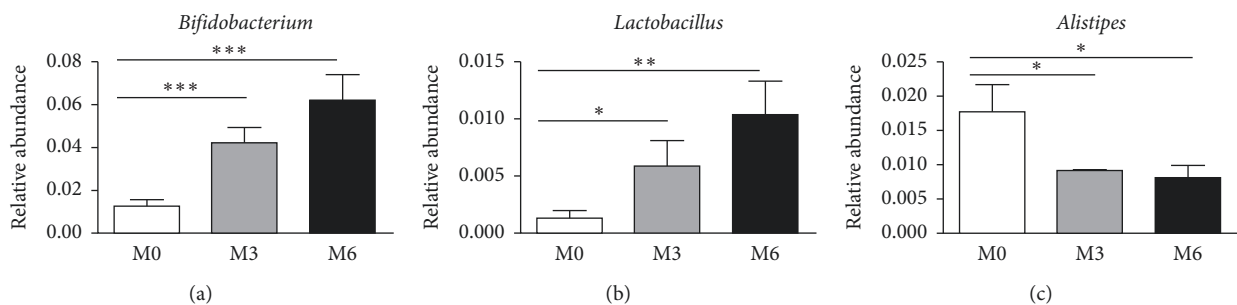 Bifidobacterium
***
***
Relative abundance
0.08
0.06
0.04
0.02
0.00
M0 M3 M6
(a)
Lactobacillus
**
*
Relative abundance
0.015
0.010
0.005
0.000
M0 M3 M6
(b)
Alistipes
*
*
Relative abundance
0.025
0.020
0.015
0.010
0.005
0.000
M0 M3 M6
(c)